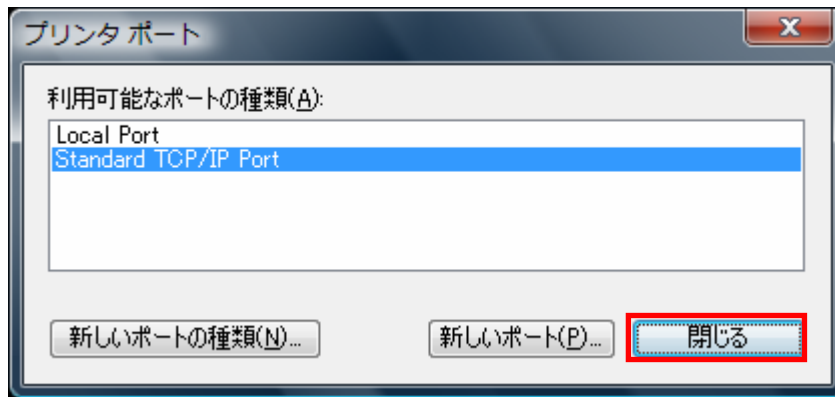 プリンタ ポート
利用可能なポートの種類(A):
Local Port
Standard TCP/IP Port
新しいポートの種類(N)...
新しいポート(P)...
閉じる